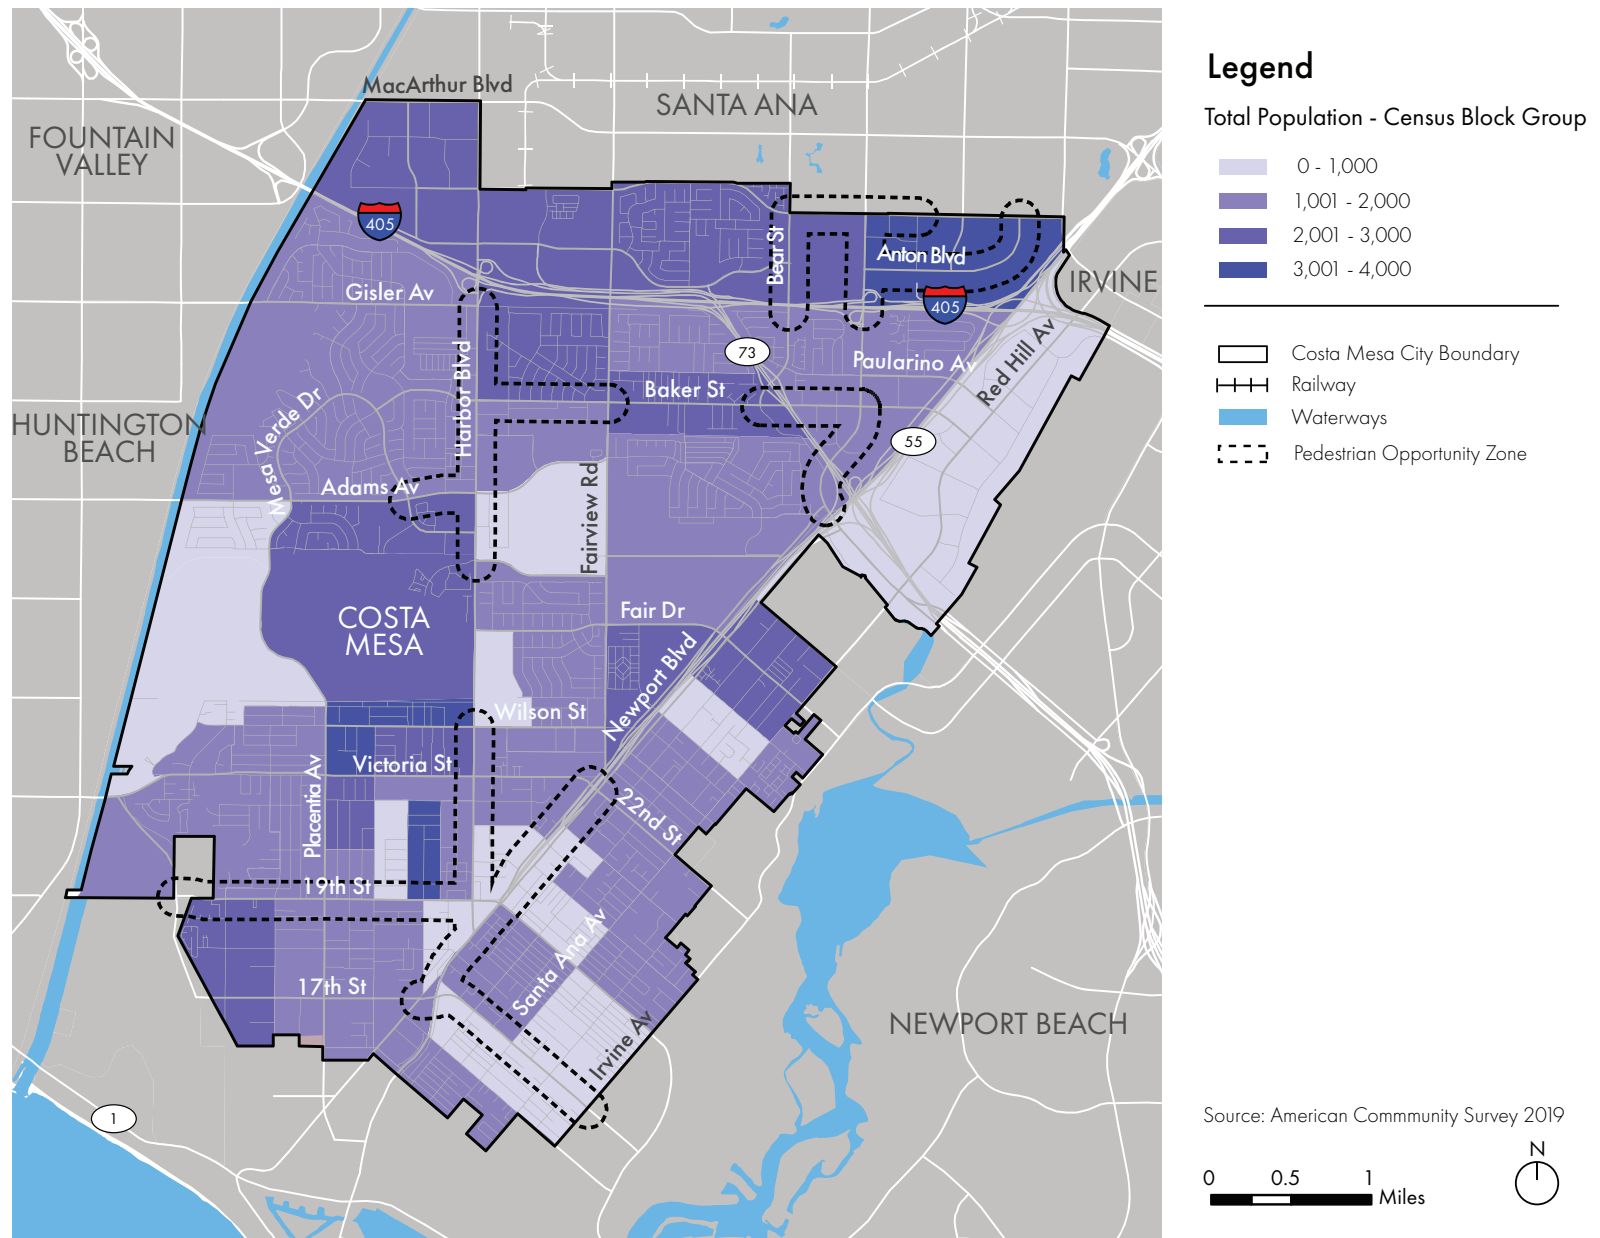 MacArthur Blvd
SANTA ANA
FOUNTAIN
VALLEY
405
Bear St
Anton Blvd
IRVINE
Gisler Av
405
73
Paularino Av
Red Hill Av
Harbor Blvd
Baker St
HUNTINGTON
BEACH
Mesa Verde Dr
55
Adams Av
Fairview Rd
COSTA
MESA
Fair Dr
Newport Blvd
Wilson St
Victoria St
Placentia Av
22nd St
19th St
Santa Ana Av
17th St
Irvine Av
NEWPORT BEACH
1
Legend
Total Population - Census Block Group
0 - 1,000
1,001 - 2,000
2,001 - 3,000
3,001 - 4,000
Costa Mesa City Boundary
Railway
Waterways
Pedestrian Opportunity Zone
Source: American Commmunity Survey 2019
N
0 0.5 1
Miles